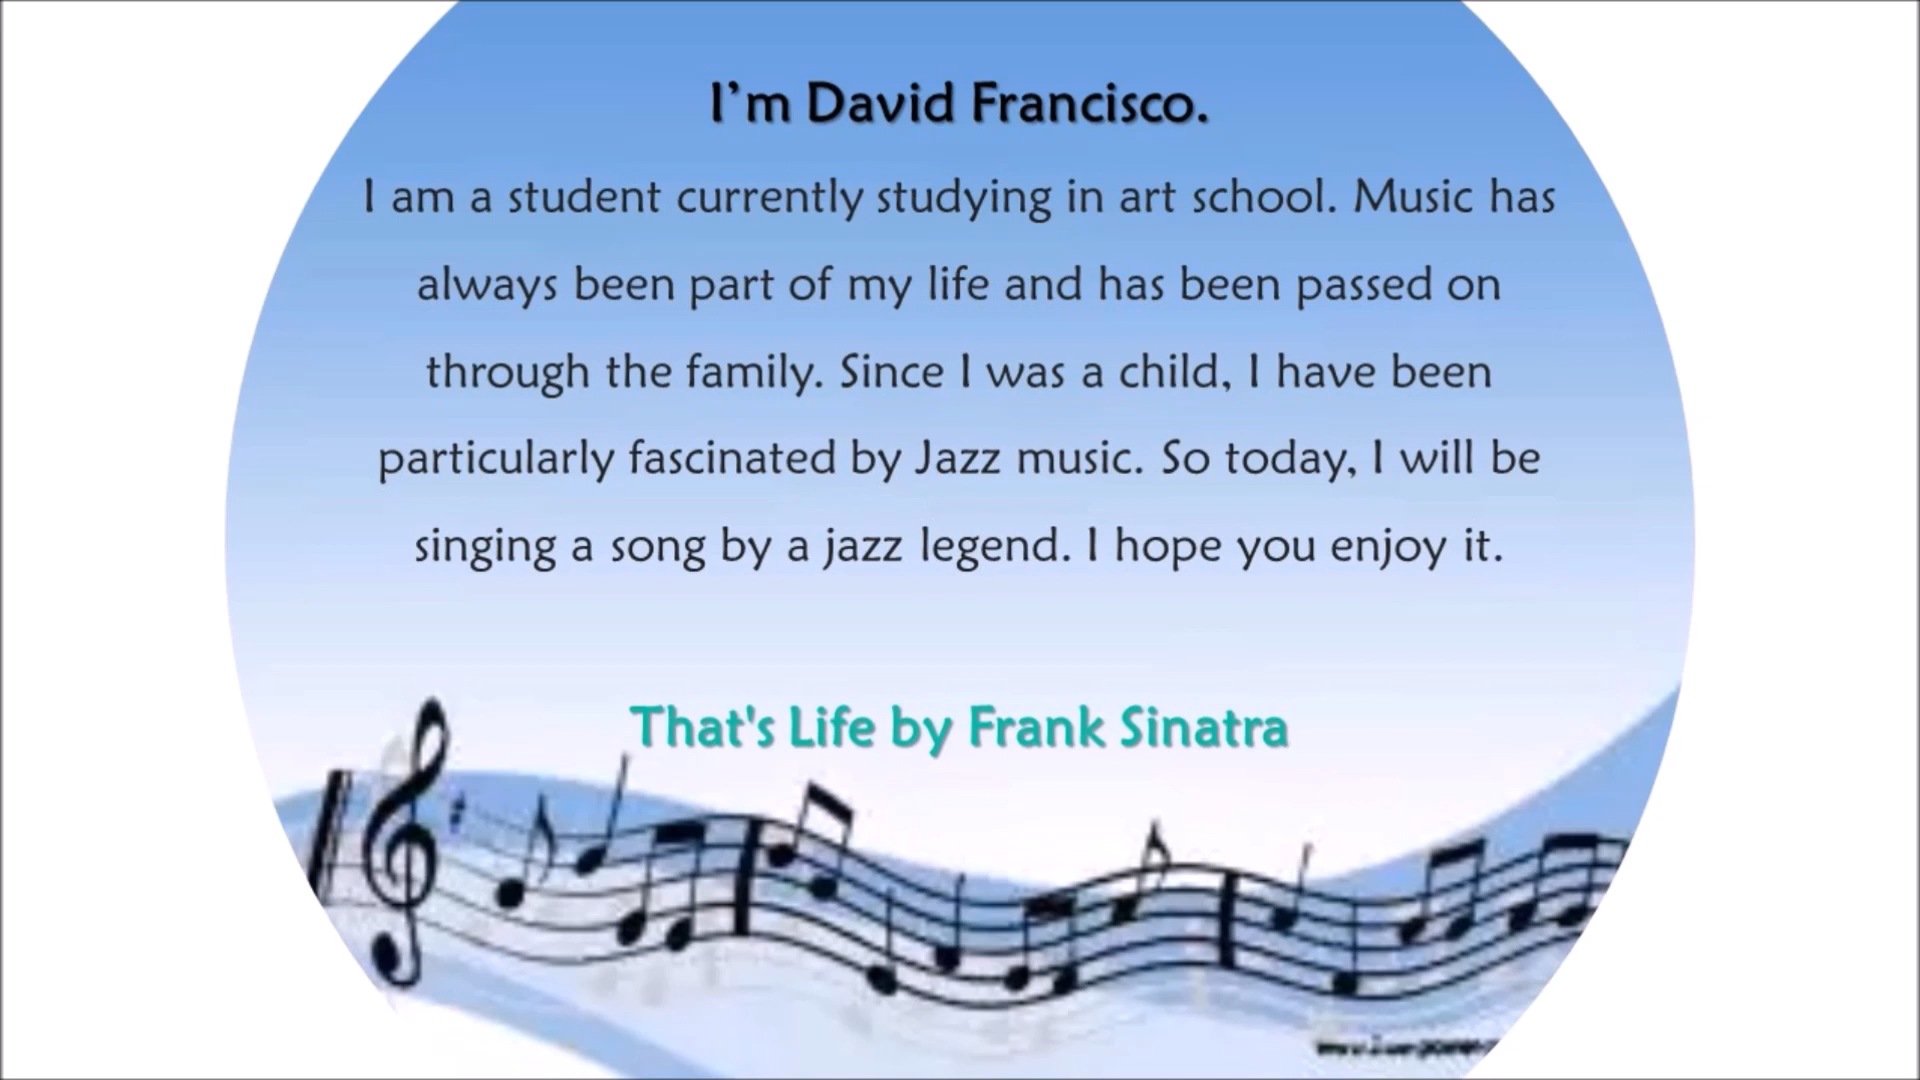 I’m David Francisco.
I am a student currently studying in art school. Music has
always been part of my life and has been passed on
through the family. Since I was a child, I have been
particularly fascinated by Jazz music. So today, I will be
singing a song by a jazz legend. I hope you enjoy it.
That's Life by Frank Sinatra